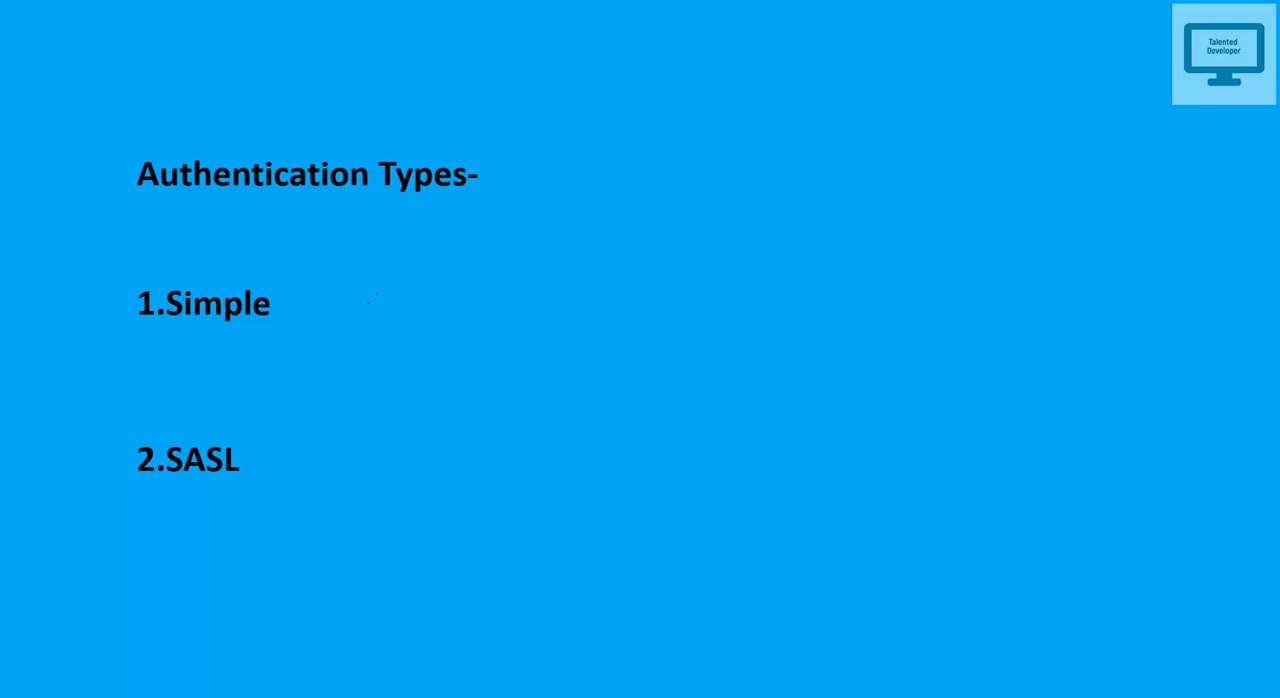 Talented
Developer
Authentication Types-
1.Simple
2.SASL